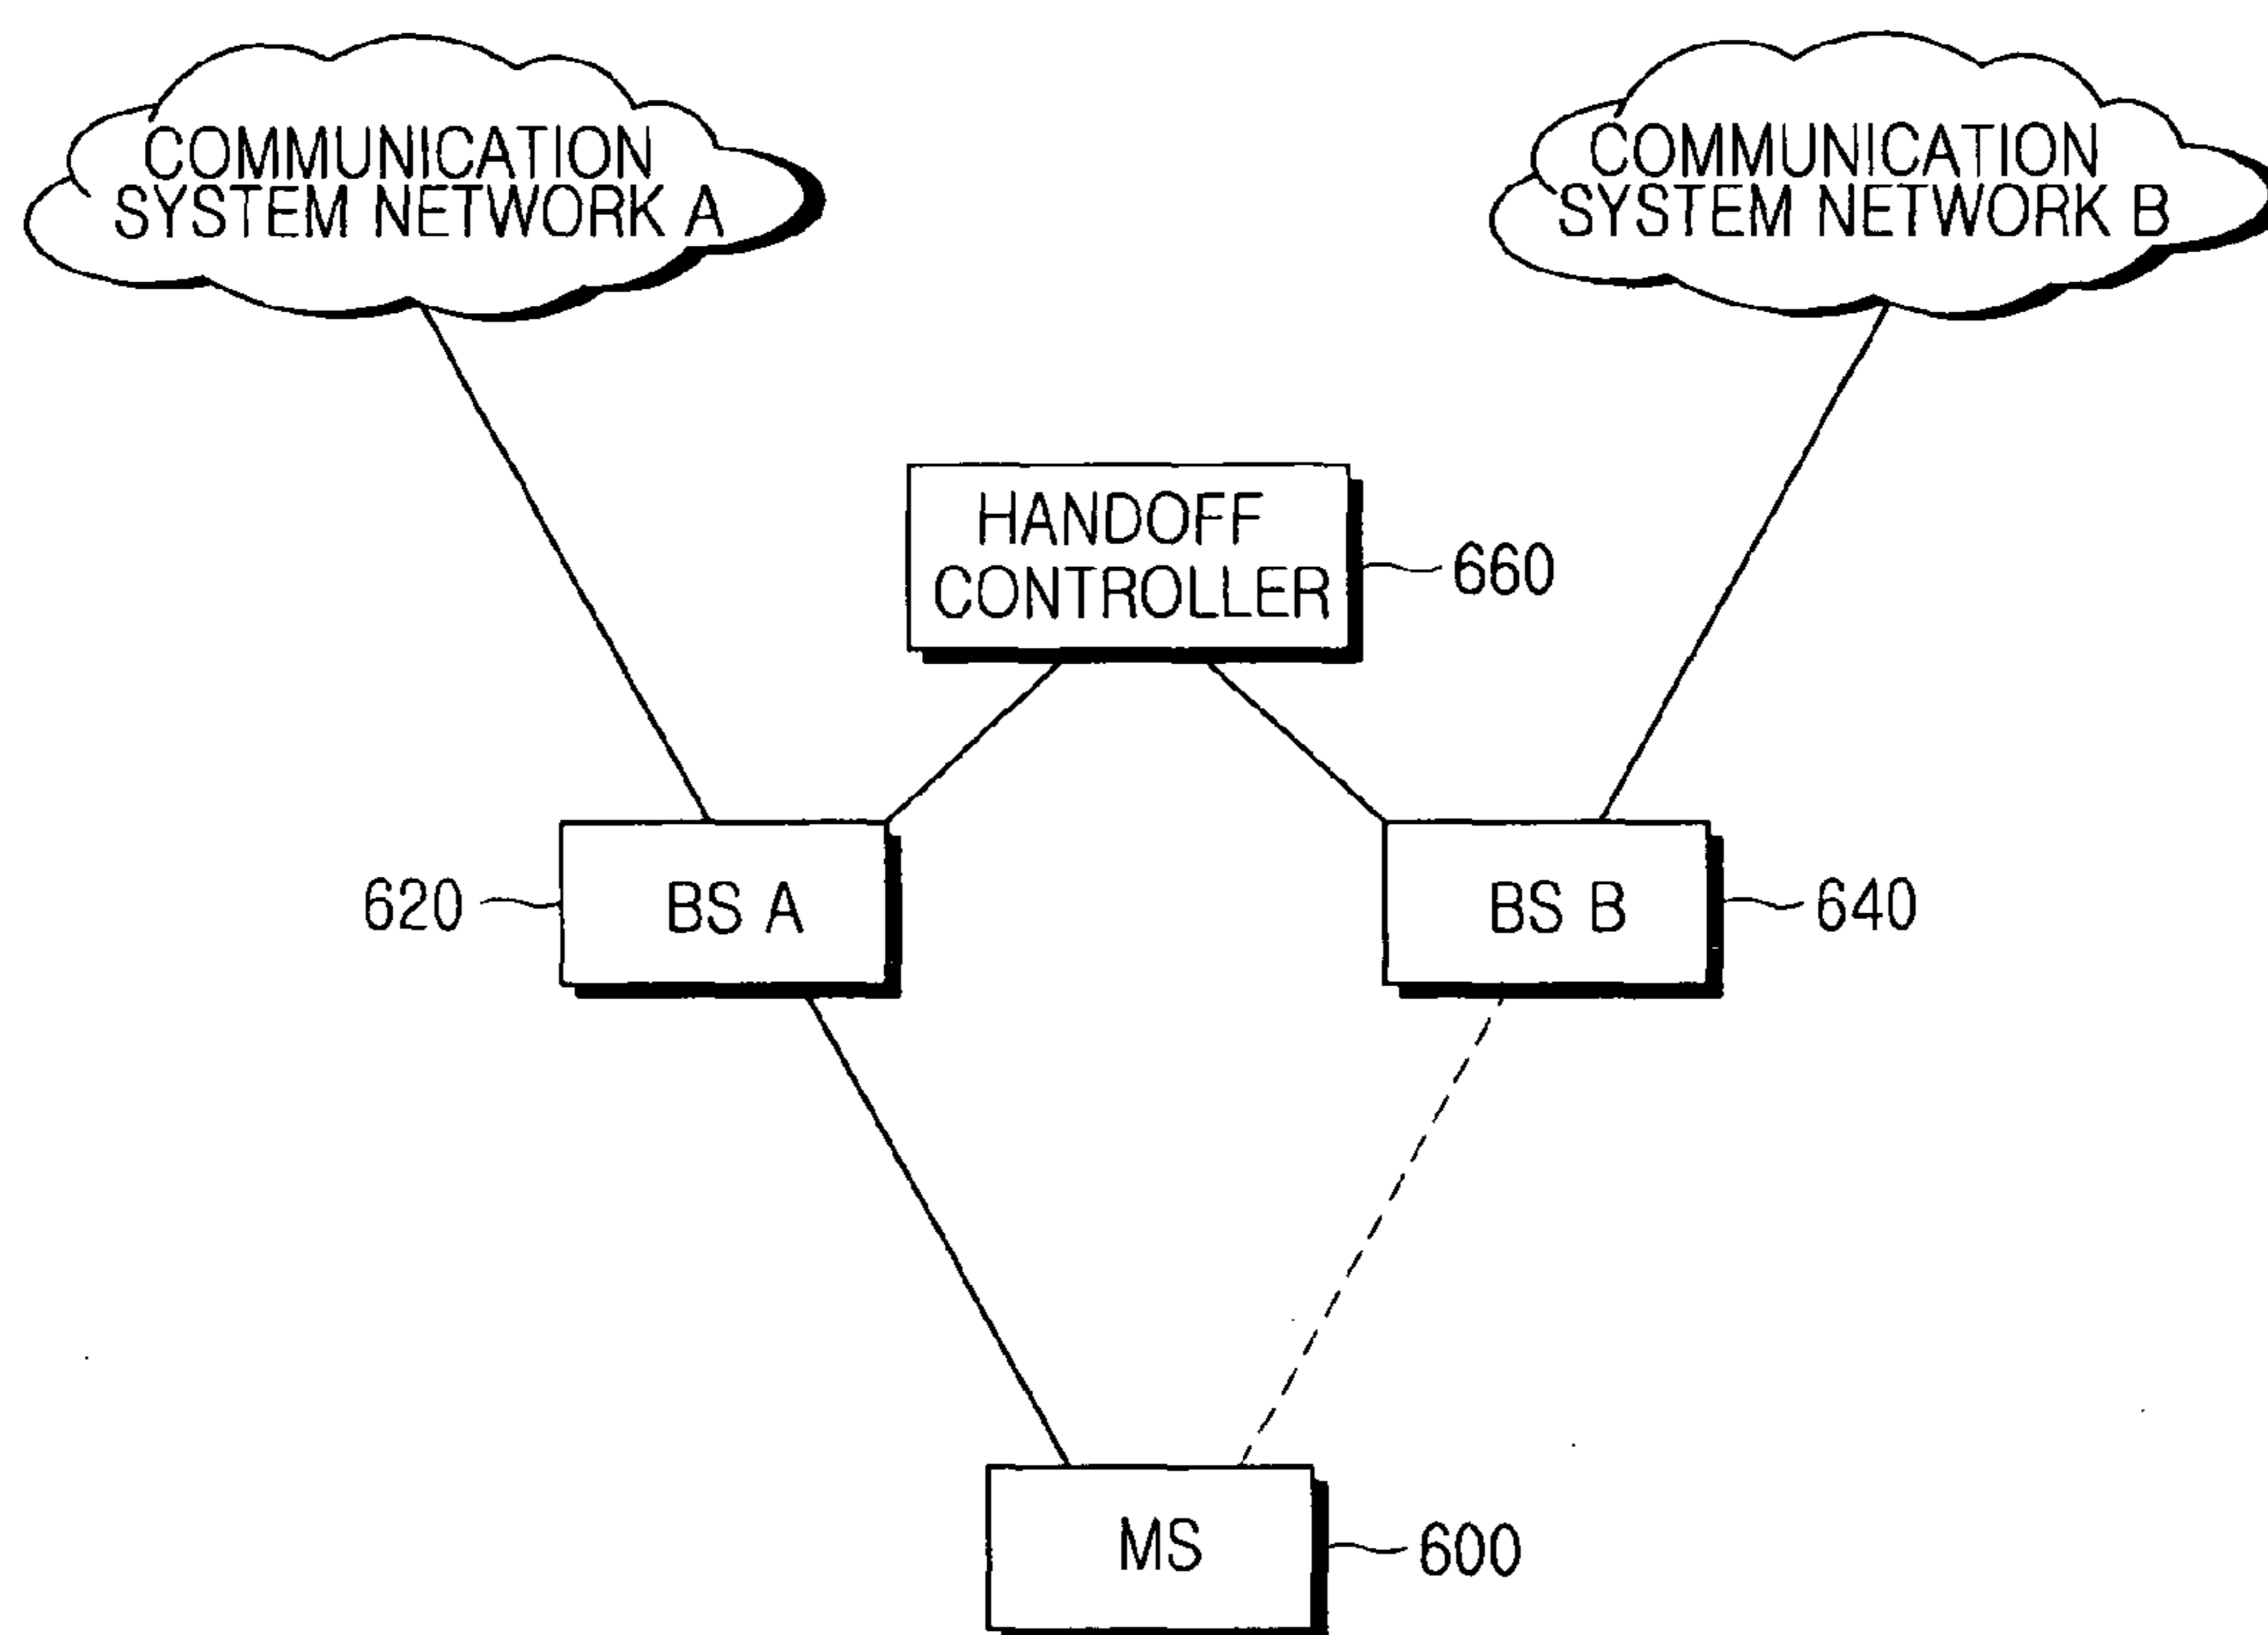 COMMUNICATION
SYSTEM NETWORK A
COMMUNICATION
SYSTEM NETWORK B
HANDOFF
CONTROLLER
660
620
BS A
BS B
640
MS
600